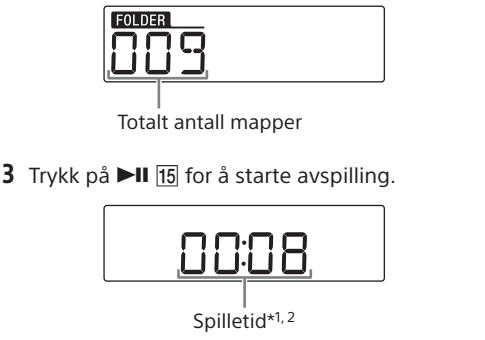 FOLDER
009
Totalt antall mapper
3 Trykk på ►II 15 for å starte avspilling.
00:08
Spilletid*1, 2